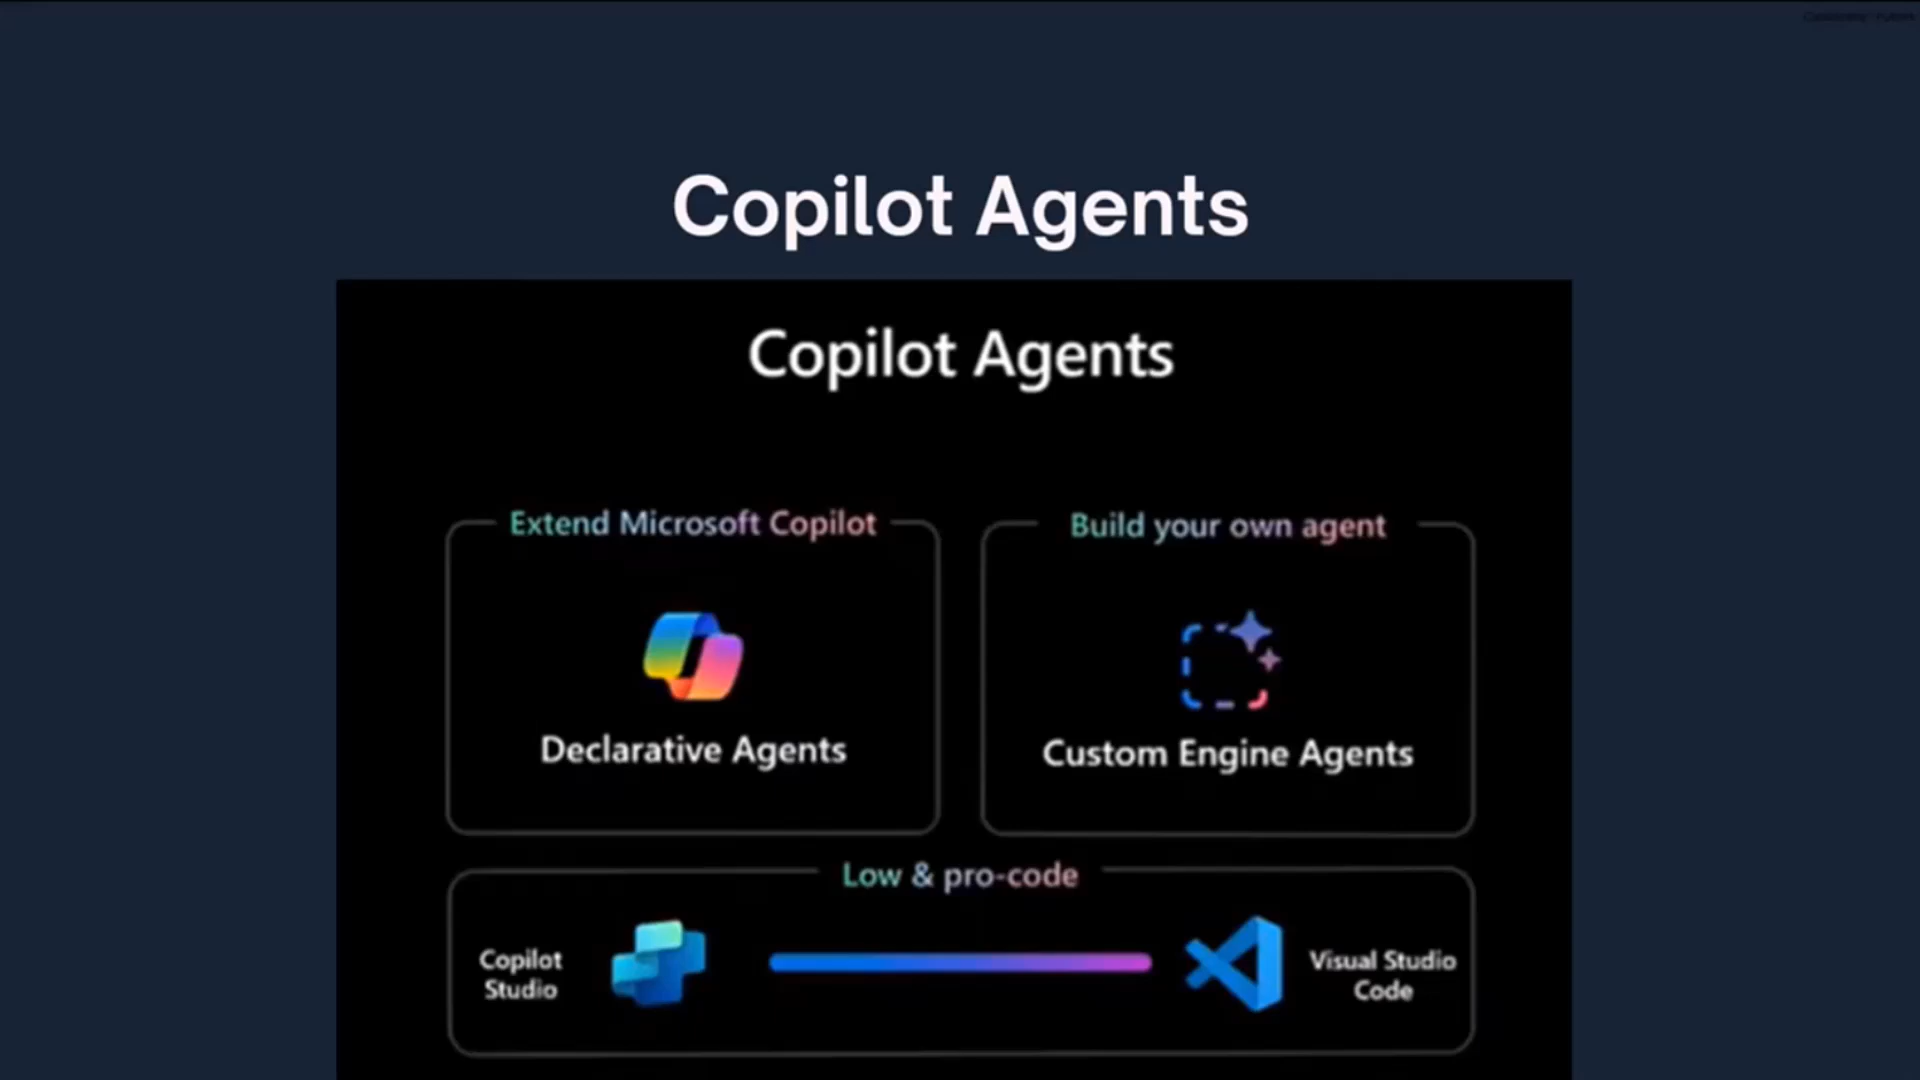 Copilot Agents
Copilot Agents
Extend Microsoft Copilot
Declarative Agents
Build your own agent
Custom Engine Agents
Low & pro-code
Copilot
Studio
Visual Studio
Code